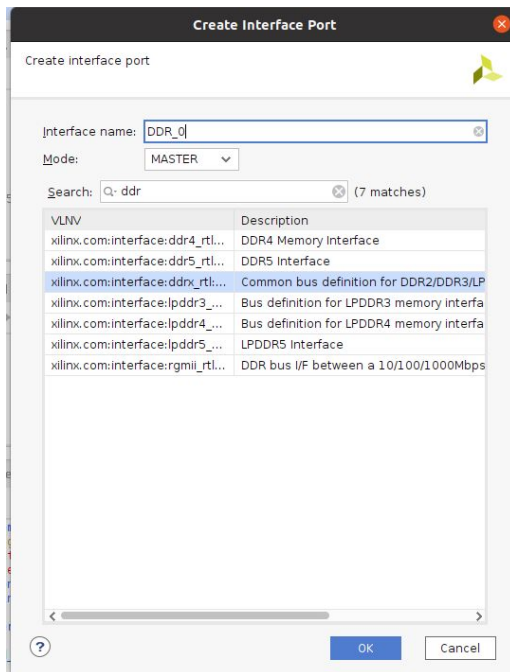 Create Interface Port
Create interface port
Interface name: DDR_0
Mode: MASTER
Search: ddr (7 matches)
VLNV Description
xilinx.com:interface:ddr4_rtl... DDR4 Memory Interface
xilinx.com:interface:ddr5_rtl... DDR5 Interface
xilinx.com:interface:ddrx_rtl:... Common bus definition for DDR2/DDR3/LP
xilinx.com:interface:lpddr3_... Bus definition for LPDDR3 memory interfa
xilinx.com:interface:lpddr4_... Bus definition for LPDDR4 memory interfa
xilinx.com:interface:lpddr5_... LPDDR5 Interface
xilinx.com:interface:rgmii_rtl... DDR bus I/F between a 10/100/1000Mbps
? OK Cancel